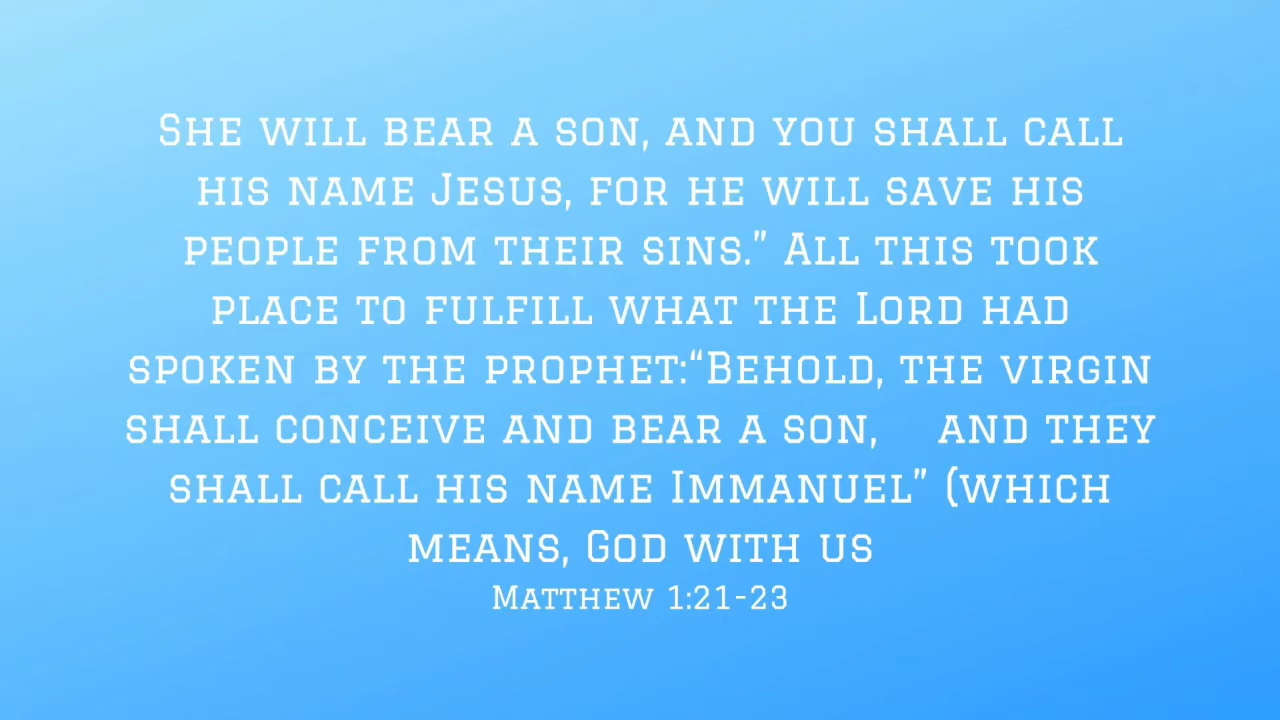 She will bear a son, and you shall call
his name Jesus, for he will save his
people from their sins.” All this took
place to fulfill what the Lord had
spoken by the prophet:“Behold, the virgin
shall conceive and bear a son,    and they
shall call his name Immanuel” (which
means, God with us
Matthew 1:21-23